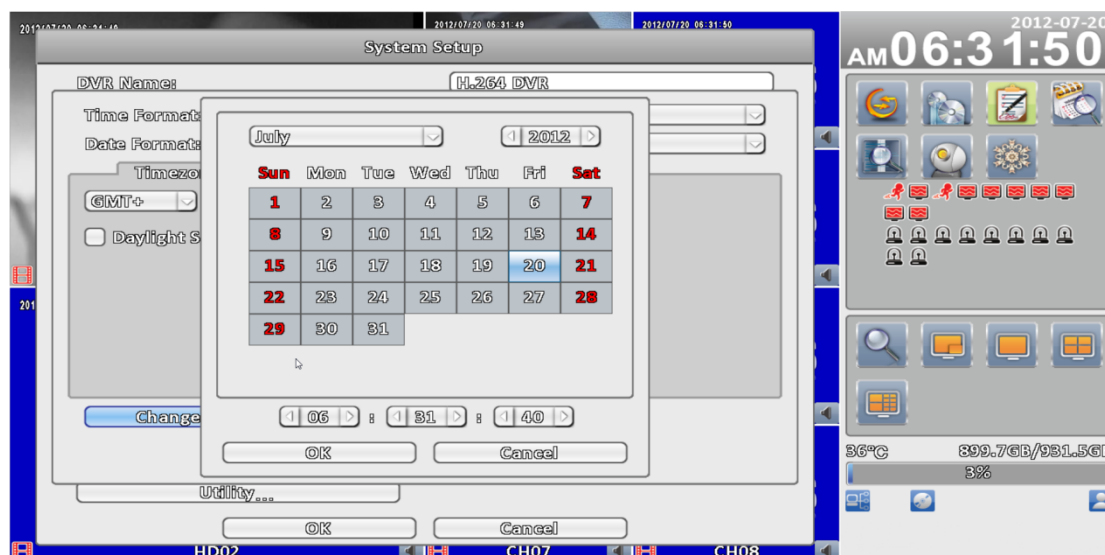 2012/07/20 06:31:49
2012/07/20 06:31:50
2012-07-20
System Setup
AM 06:31:50
DVR Name:
H.264 DVR
Time Format:
Date Format:
July
2012
Timezo
Sun Mon Tue Wed Thu Fri Sat
GMT+
1 2 3 4 5 6 7
Daylight S
8 9 10 11 12 13 14
15 16 17 18 19 20 21
201
22 23 24 25 26 27 28
29 30 31
Change
06 : 31 : 40
OK
Cancel
36°C
899.7GB/931.5G
3%
Utility...
OK
Cancel
HD02
CH07
CH08